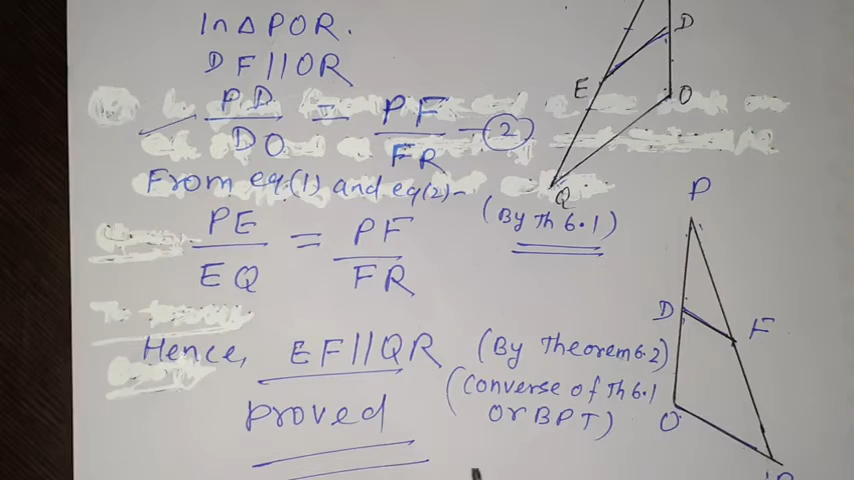 In Δ POR.
DF||OR
PD/DO = PF/FR - (2)
From eq(1) and eq(2)-
PE/EQ = PF/FR (By Th 6.1)
Hence, EF||QR (By Theorem 6.2)
(Converse of Th 6.1
Or BPT)
Proved
D
E
O
Q
P
D
F
O